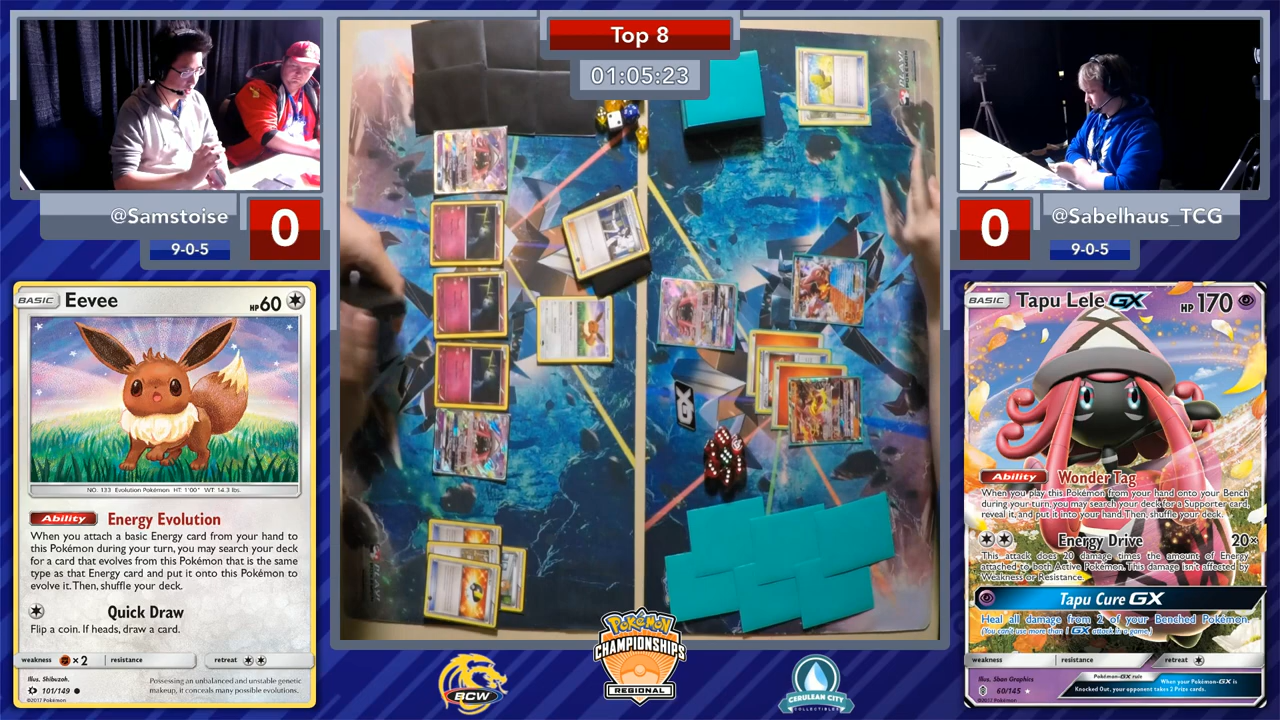 Top 8
01:05:23
@Samstoise
0
9-0-5
0
@Sabelhaus_TCG
9-0-5
BASIC Eevee HP 60
NO. 133 Evolution Pokémon HT: 1'00" WT: 14.3 lbs.
Ability Energy Evolution
When you attach a basic Energy card from your hand to
this Pokémon during your turn, you may search your deck
for a card that evolves from this Pokémon that is the same
type as that Energy card and put it onto this Pokémon to
evolve it. Then, shuffle your deck.
Quick Draw
Flip a coin. If heads, draw a card.
weakness × 2 resistance retreat
Illus. Shibuzoh.
101/149
©2017 Pokémon
Possessing an unbalanced and unstable genetic
makeup, it conceals many possible evolutions.
GX
POKéMON
CHAMPIONSHIPS
REGIONAL
BCW
CERULEAN CITY
COLLECTIBLES
BASIC Tapu Lele GX HP 170
Ability Wonder Tag
When you play this Pokémon from your hand onto your Bench
during your turn, you may search your deck for a Supporter card,
reveal it, and put it into your hand. Then, shuffle your deck.
Energy Drive 20×
This attack does 20 damage times the amount of Energy
attached to both Active Pokémon. This damage isn't affected by
Weakness or Resistance.
Tapu Cure GX
Heal all damage from 2 of your Benched Pokémon.
(You can't use more than 1 GX attack in a game.)
weakness resistance retreat
Illus. 5ban Graphics
60/145
©2017 Pokémon
Pokémon-GX rule
When your Pokémon-GX is
Knocked Out, your opponent takes 2 Prize cards.